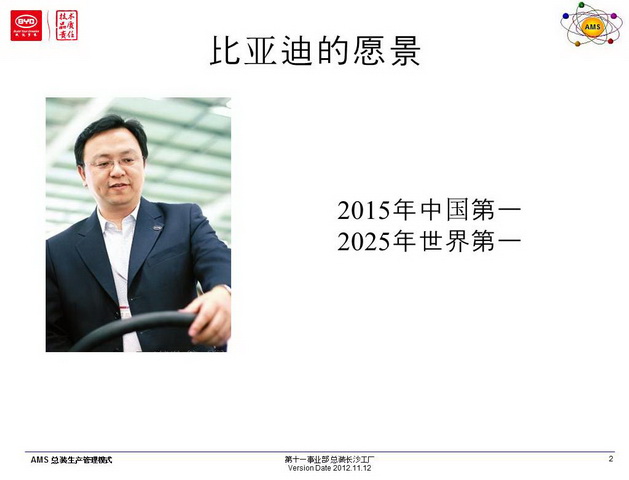 BYD
技术
品质
责任
AMS
比亚迪的愿景
2015年中国第一
2025年世界第一
AMS 总装生产管理模式
第十一事业部总装长沙工厂
Version Date 2012.11.12
2